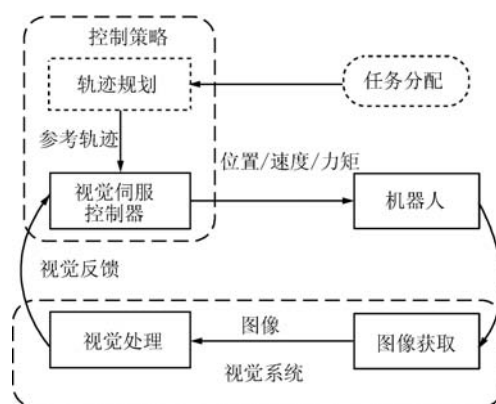 控制策略
轨迹规划
任务分配
参考轨迹
位置/速度/力矩
视觉伺服
控制器
机器人
视觉反馈
图像
视觉处理
图像获取
视觉系统